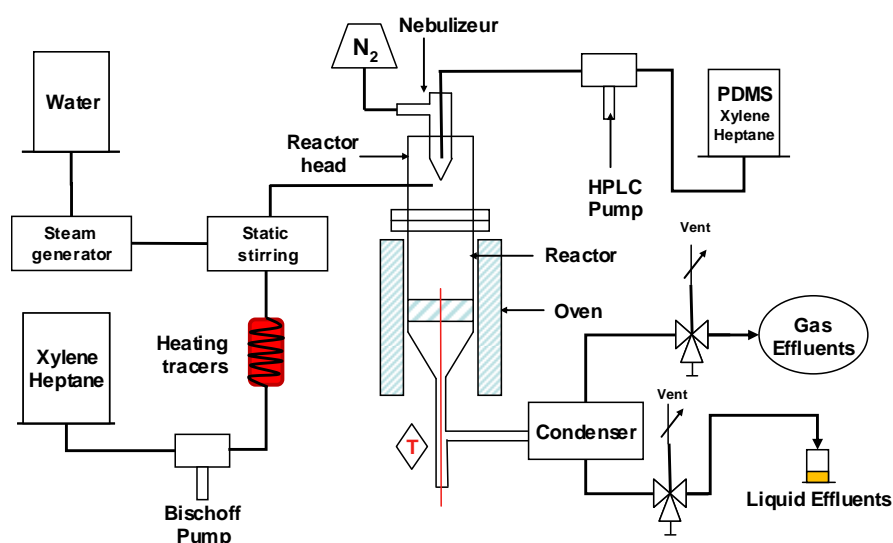 Nebulizeur
N₂
Water
PDMS
Xylene
Heptane
Reactor
head
HPLC
Pump
Steam
generator
Static
stirring
Vent
Reactor
Oven
Gas
Effluents
Xylene
Heptane
Heating
tracers
Vent
T
Condenser
Bischoff
Pump
Liquid Effluents